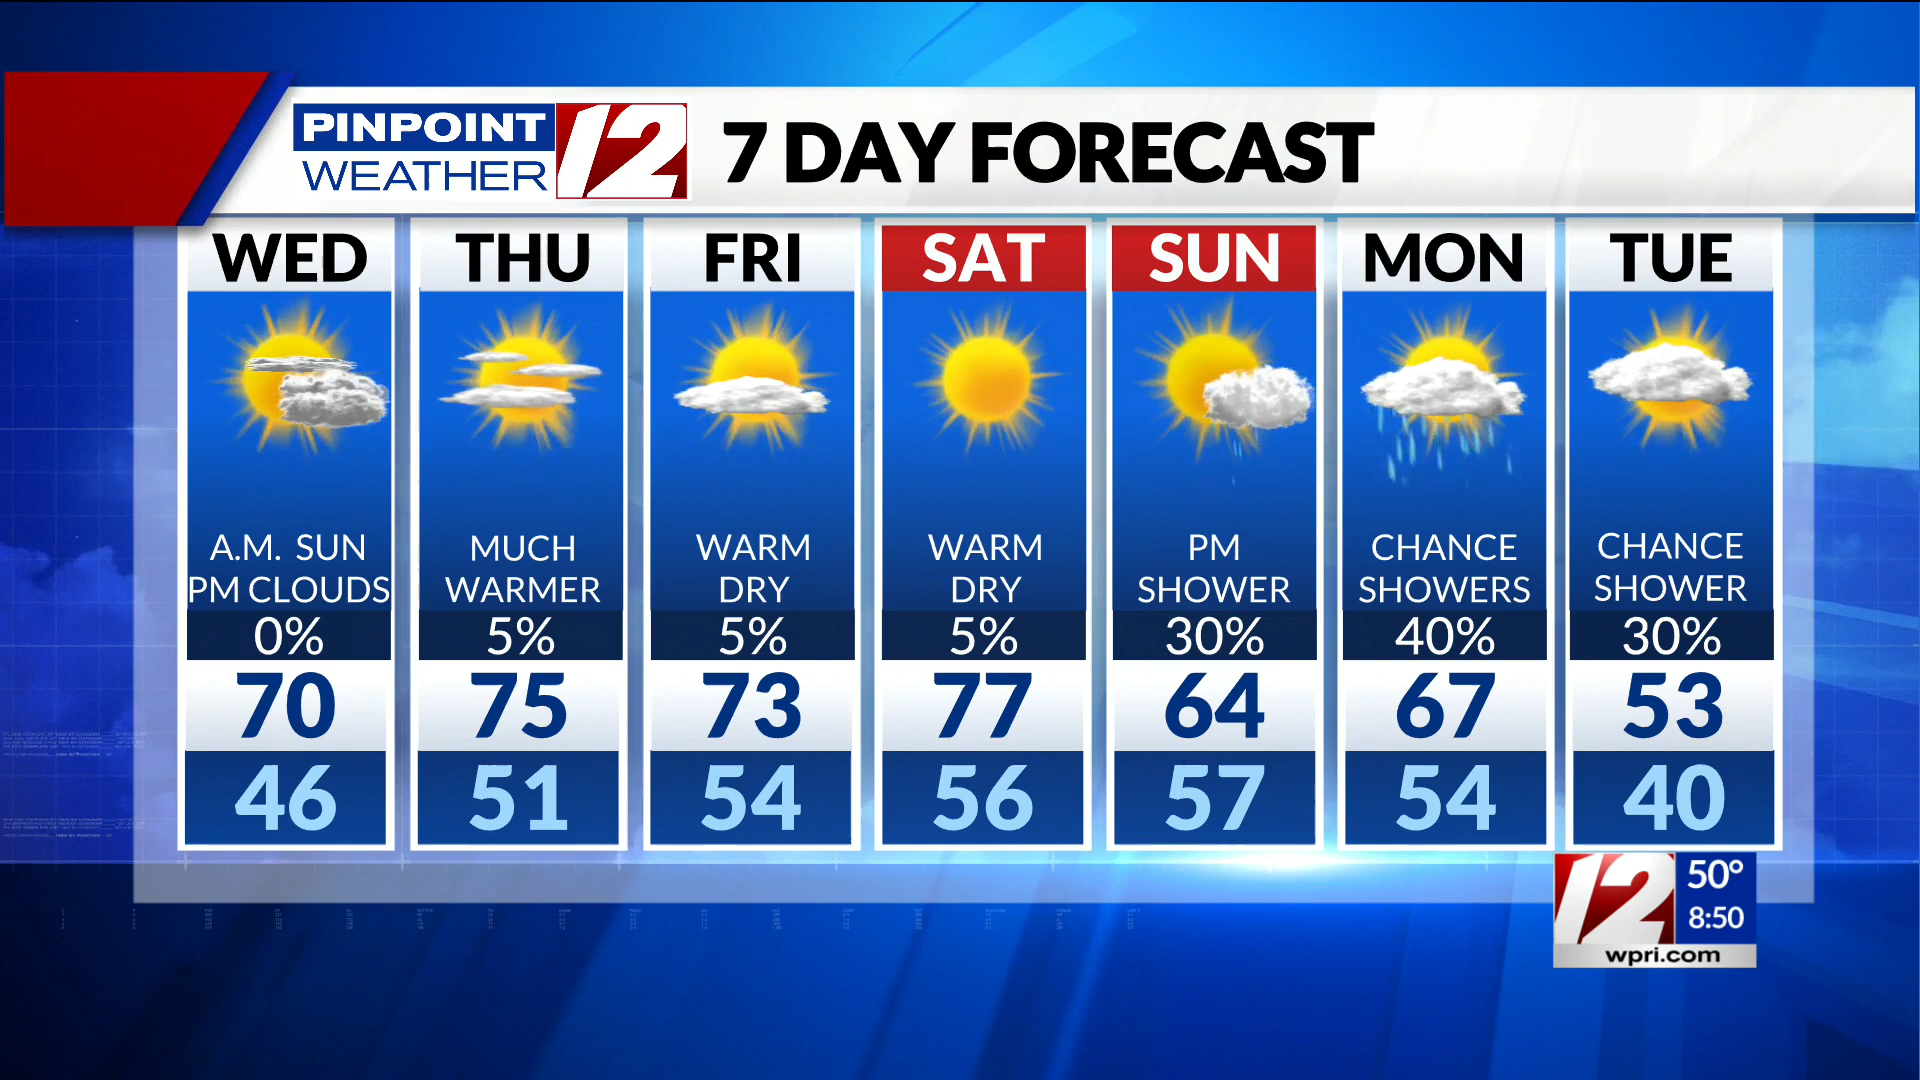 PINPOINT
WEATHER
12
7 DAY FORECAST
WED
A.M. SUN
PM CLOUDS
0%
70
46
THU
MUCH
WARMER
5%
75
51
FRI
WARM
DRY
5%
73
54
SAT
WARM
DRY
5%
77
56
SUN
PM
SHOWER
30%
64
57
MON
CHANCE
SHOWERS
40%
67
54
TUE
CHANCE
SHOWER
30%
53
40
12
50°
8:50
wpri.com